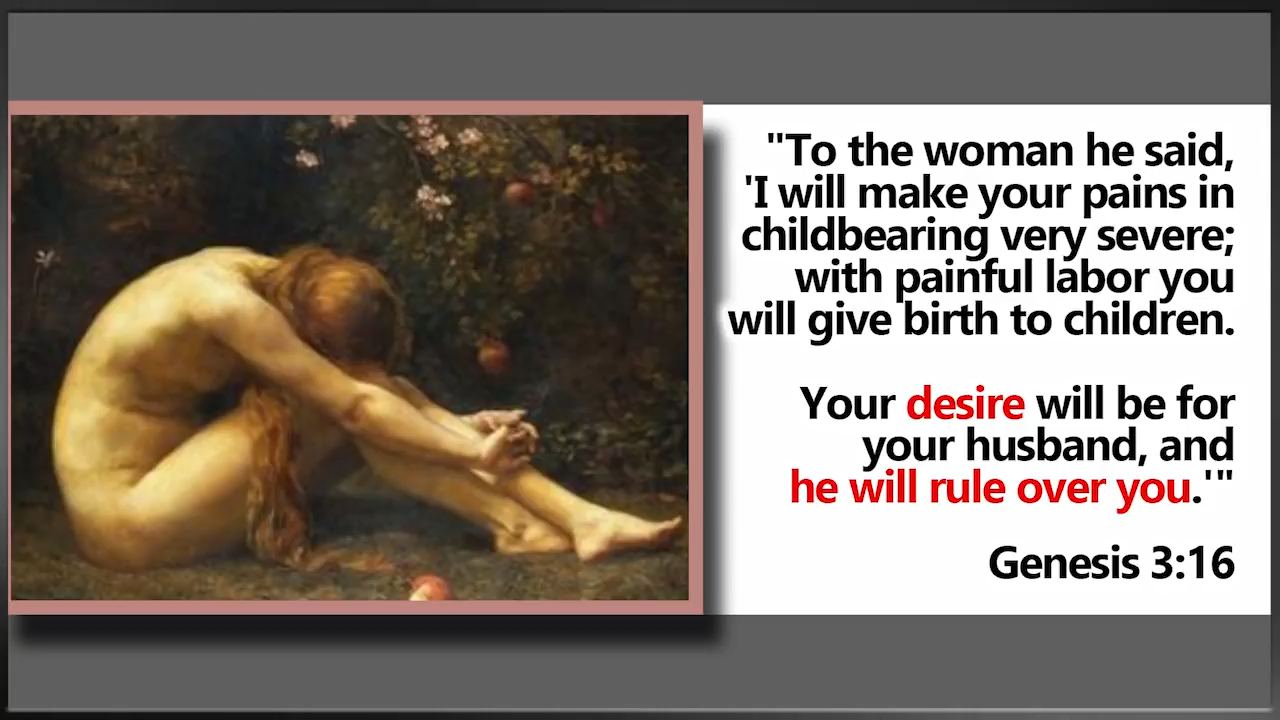 "To the woman he said,
'I will make your pains in
childbearing very severe;
with painful labor you
will give birth to children.
Your desire will be for
your husband, and
he will rule over you.'"
Genesis 3:16